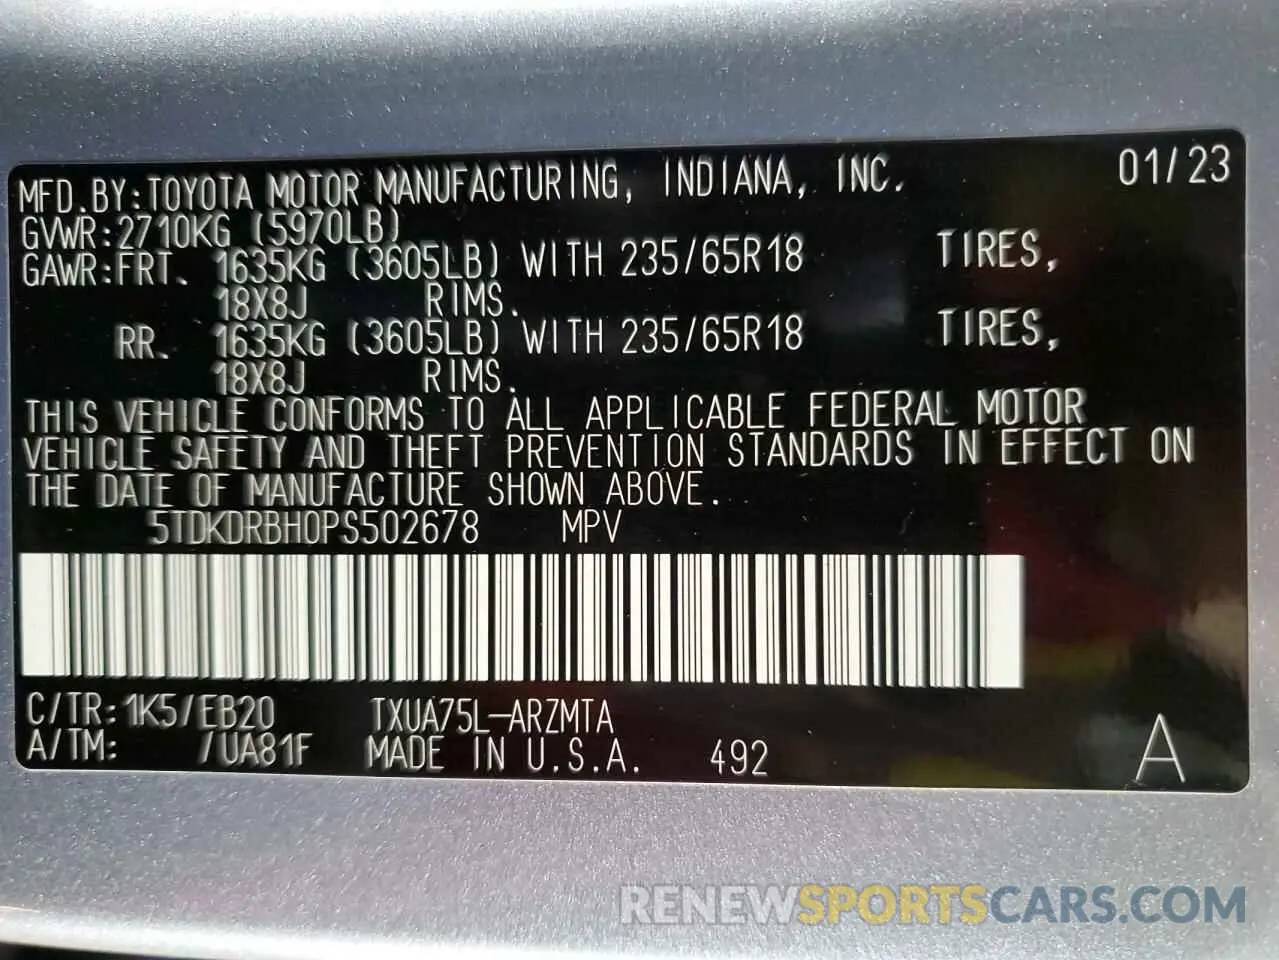 MFD.BY:TOYOTA MOTOR MANUFACTURING, INDIANA, INC. 01/23
GVWR:2710KG (5970LB)
GAWR:FRT. 1635KG (3605LB) WITH 235/65R18 TIRES,
18X8J RIMS.
RR. 1635KG (3605LB) WITH 235/65R18 TIRES,
18X8J RIMS.
THIS VEHICLE CONFORMS TO ALL APPLICABLE FEDERAL MOTOR
VEHICLE SAFETY AND THEFT PREVENTION STANDARDS IN EFFECT ON
THE DATE OF MANUFACTURE SHOWN ABOVE.
5TDKDRBH0PS502678 MPV
C/TR:1K5/EB20 TXUA75L-ARZMTA
A/TM: /UA81F MADE IN U.S.A. 492 A
RENEWSPORTSCARS.COM